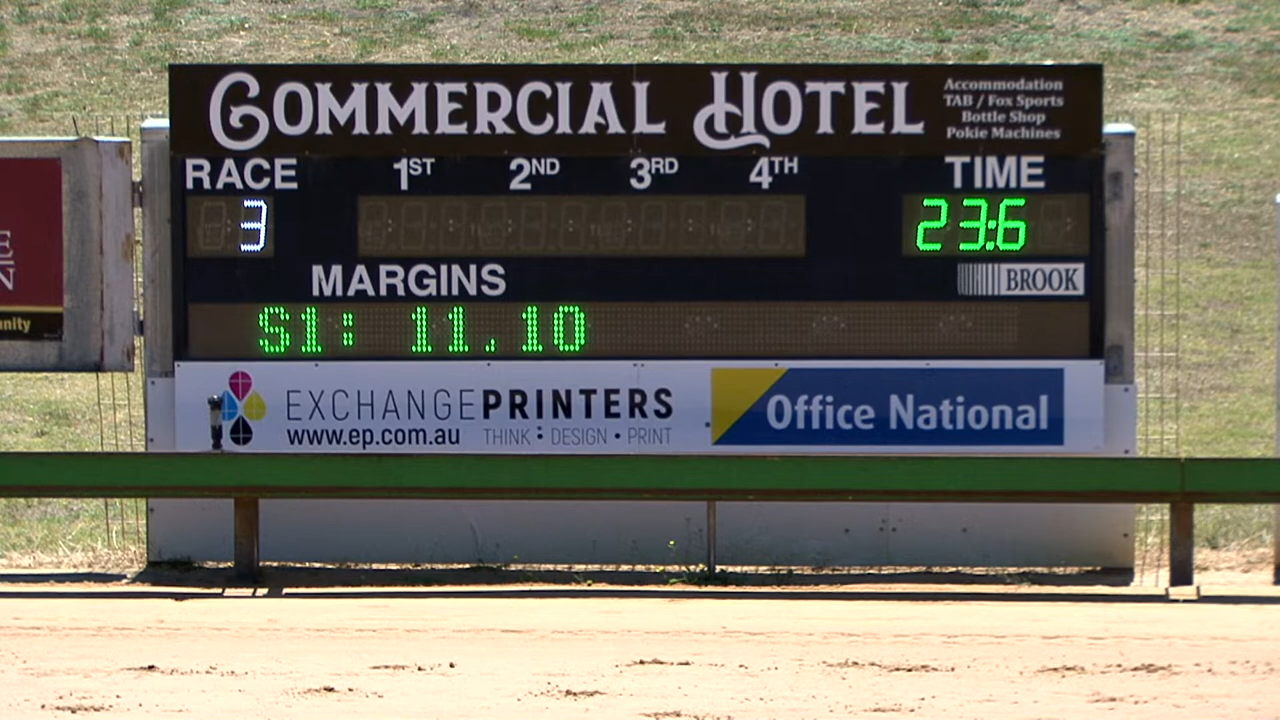 COMMERCIAL HOTEL
Accommodation
TAB / Fox Sports
Bottle Shop
Pokie Machines
RACE 1ST 2ND 3RD 4TH TIME
3 23:6
MARGINS BROOK
S1: 11.10
EXCHANGEPRINTERS
www.ep.com.au THINK : DESIGN • PRINT
Office National